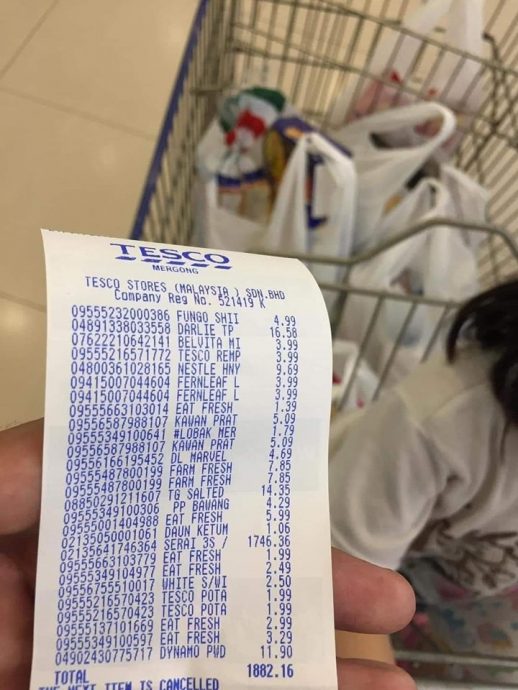 TESCO
MERGONG
TESCO STORES (MALAYSIA ) SDN.BHD
Company Reg No. 521419 K
09555232000386 FUNGO SHII 4.99
04891338033558 DARLIE TP 16.58
07622210642141 BELVITA MI 3.99
09555216571772 TESCO REMP 3.99
04800361028165 NESTLE HNY 9.69
09415007044604 FERNLEAF L 3.99
09415007044604 FERNLEAF L 3.99
09555663103014 EAT FRESH 1.39
09556587988107 KAWAN PRAT 5.09
09555349100641 #LOBAK MER 1.79
09556587988107 KAWAN PRAT 5.09
09556166195452 DL MARVEL 4.69
09555487800199 FARM FRESH 7.85
09555487800199 FARM FRESH 7.85
08885291211607 TG SALTED 14.35
09555349100306 PP BAWANG 4.29
09555001404988 EAT FRESH 5.99
02135050001061 DAUN KETUM 1.06
02135641746364 SERAI 3S / 1746.36
09555663103779 EAT FRESH 1.99
09555349104977 EAT FRESH 2.49
09556755510017 WHITE S/WI 2.50
09555216570423 TESCO POTA 1.99
09555216570423 TESCO POTA 1.99
09555137101669 EAT FRESH 2.99
09555349100597 EAT FRESH 3.29
04902430775717 DYNAMO PWD 11.90
TOTAL 1882.16
THE NEXT ITEM IS CANCELLED